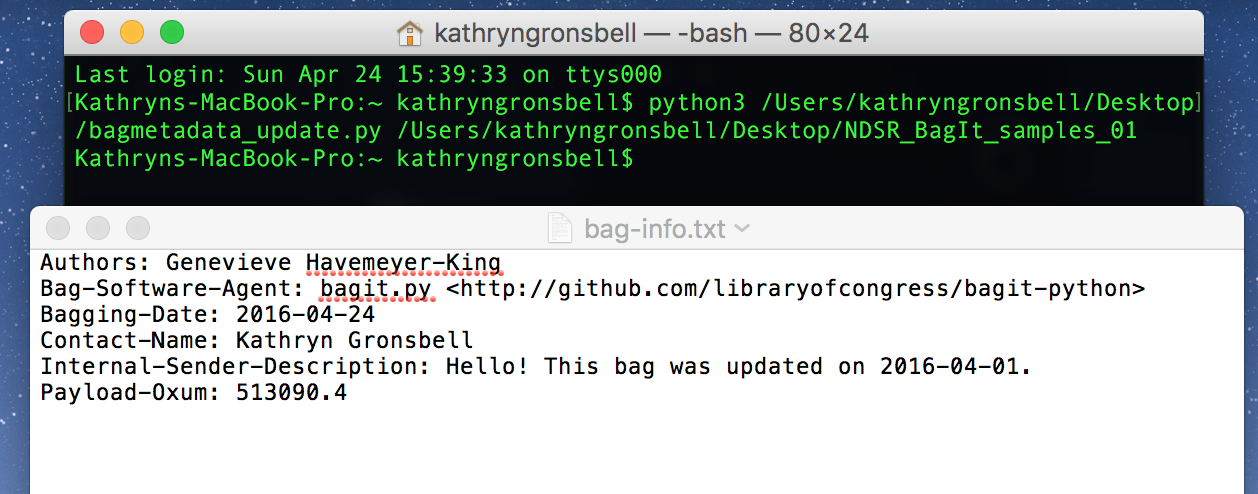 kathryngronsbell — -bash — 80×24
Last login: Sun Apr 24 15:39:33 on ttys000
[Kathryns-MacBook-Pro:~ kathryngronsbell$ python3 /Users/kathryngronsbell/Desktop]
/bagmetadata_update.py /Users/kathryngronsbell/Desktop/NDSR_BagIt_samples_01
Kathryns-MacBook-Pro:~ kathryngronsbell$
bag-info.txt
Authors: Genevieve Havemeyer-King
Bag-Software-Agent: bagit.py <http://github.com/libraryofcongress/bagit-python>
Bagging-Date: 2016-04-24
Contact-Name: Kathryn Gronsbell
Internal-Sender-Description: Hello! This bag was updated on 2016-04-01.
Payload-Oxum: 513090.4